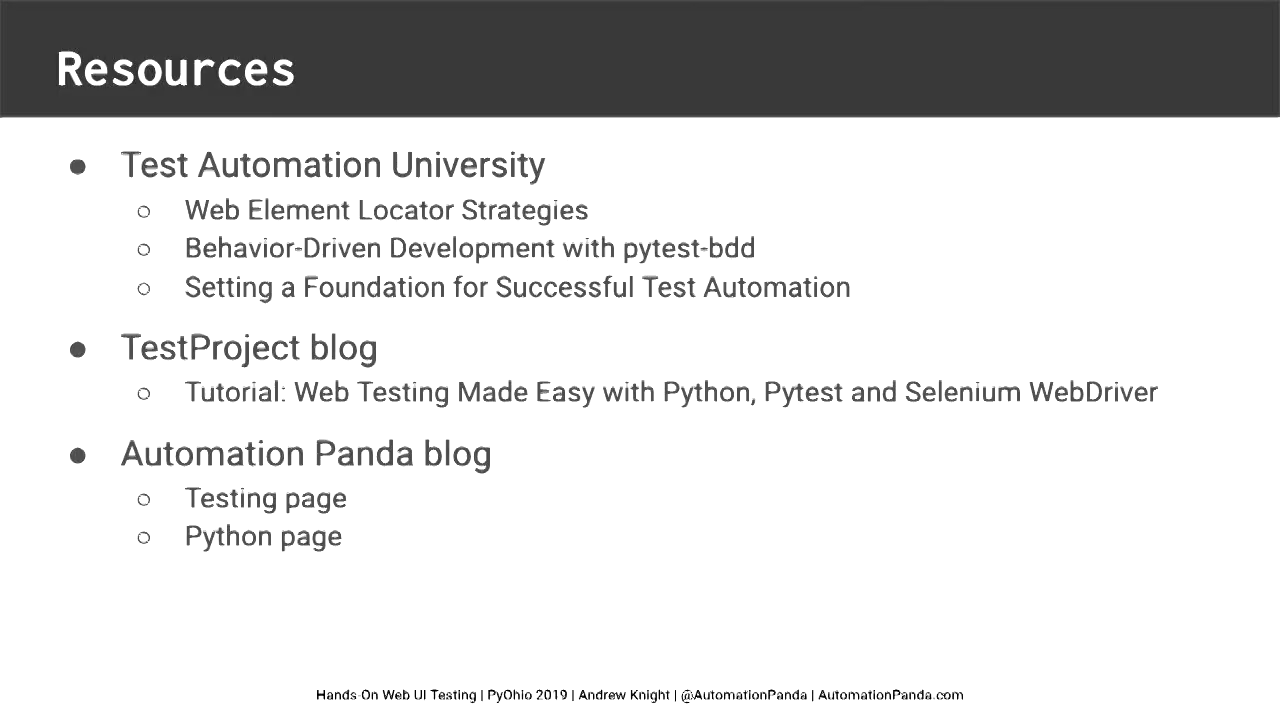 Resources
● Test Automation University
○ Web Element Locator Strategies
○ Behavior-Driven Development with pytest-bdd
○ Setting a Foundation for Successful Test Automation
● TestProject blog
○ Tutorial: Web Testing Made Easy with Python, Pytest and Selenium WebDriver
● Automation Panda blog
○ Testing page
○ Python page
Hands-On Web UI Testing | PyOhio 2019 | Andrew Knight | @AutomationPanda | AutomationPanda.com